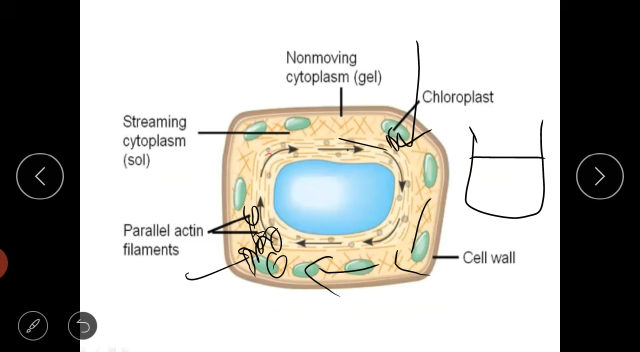 Nonmoving
cytoplasm (gel)
Chloroplast
Streaming
cytoplasm
(sol)
Parallel actin
filaments
Cell wall